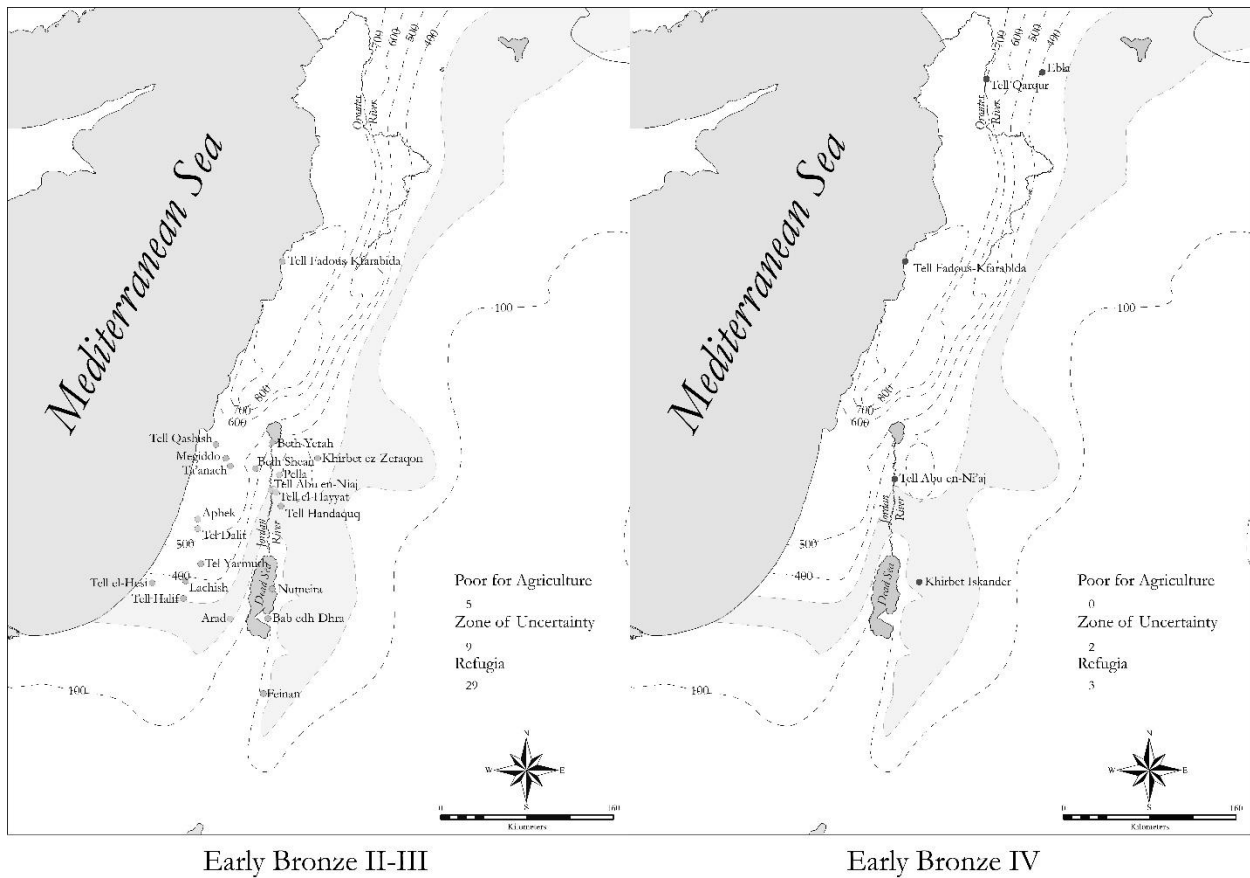 700
600
500
400
Orontes
River
Mediterranean Sea
Tell Fadous-Kfarabida
100
800
700
600
Tell Qashish
Megiddo
Ta'anach
Beth Yerah
Beth Shean
Khirbet ez Zeraqon
Pella
Tell Abu en-Niaj
Tell el-Hayyat
Tell Handaquq
Aphek
Tel Dalit
500
Jordan
River
Tel Yarmuth
400
Tell el-Hesi
Lachish
Tell Halif
Dead Sea
Numeira
Arad
Bab edh Dhra
100
Feinan
Poor for Agriculture
5
Zone of Uncertainty
9
Refugia
29
N
W
E
S
0
160
Kilometers
Early Bronze II-III
700
600
500
400
Ebla
Tell Qarqur
Orontes
River
Mediterranean Sea
Tell Fadous-Kfarabida
100
800
700
600
Tell Abu en-Ni'aj
Jordan
River
500
400
Dead Sea
Khirbet Iskander
100
Poor for Agriculture
0
Zone of Uncertainty
2
Refugia
3
N
W
E
S
0
160
Kilometers
Early Bronze IV